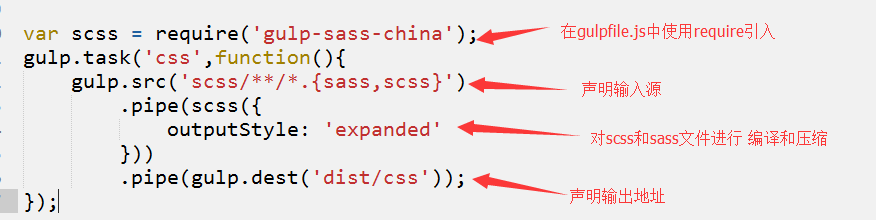 var scss = require('gulp-sass-china'); 在gulpfile.js中使用require引入
gulp.task('css',function(){
gulp.src('scss/**/*.{sass,scss}') 声明输入源
.pipe(scss({
outputStyle: 'expanded' 对scss和sass文件进行 编译和压缩
}))
.pipe(gulp.dest('dist/css')); 声明输出地址
});